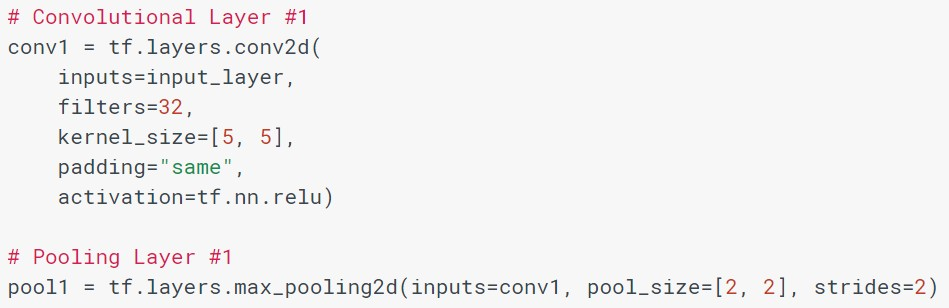 # Convolutional Layer #1
conv1 = tf.layers.conv2d(
    inputs=input_layer,
    filters=32,
    kernel_size=[5, 5],
    padding="same",
    activation=tf.nn.relu)

# Pooling Layer #1
pool1 = tf.layers.max_pooling2d(inputs=conv1, pool_size=[2, 2], strides=2)